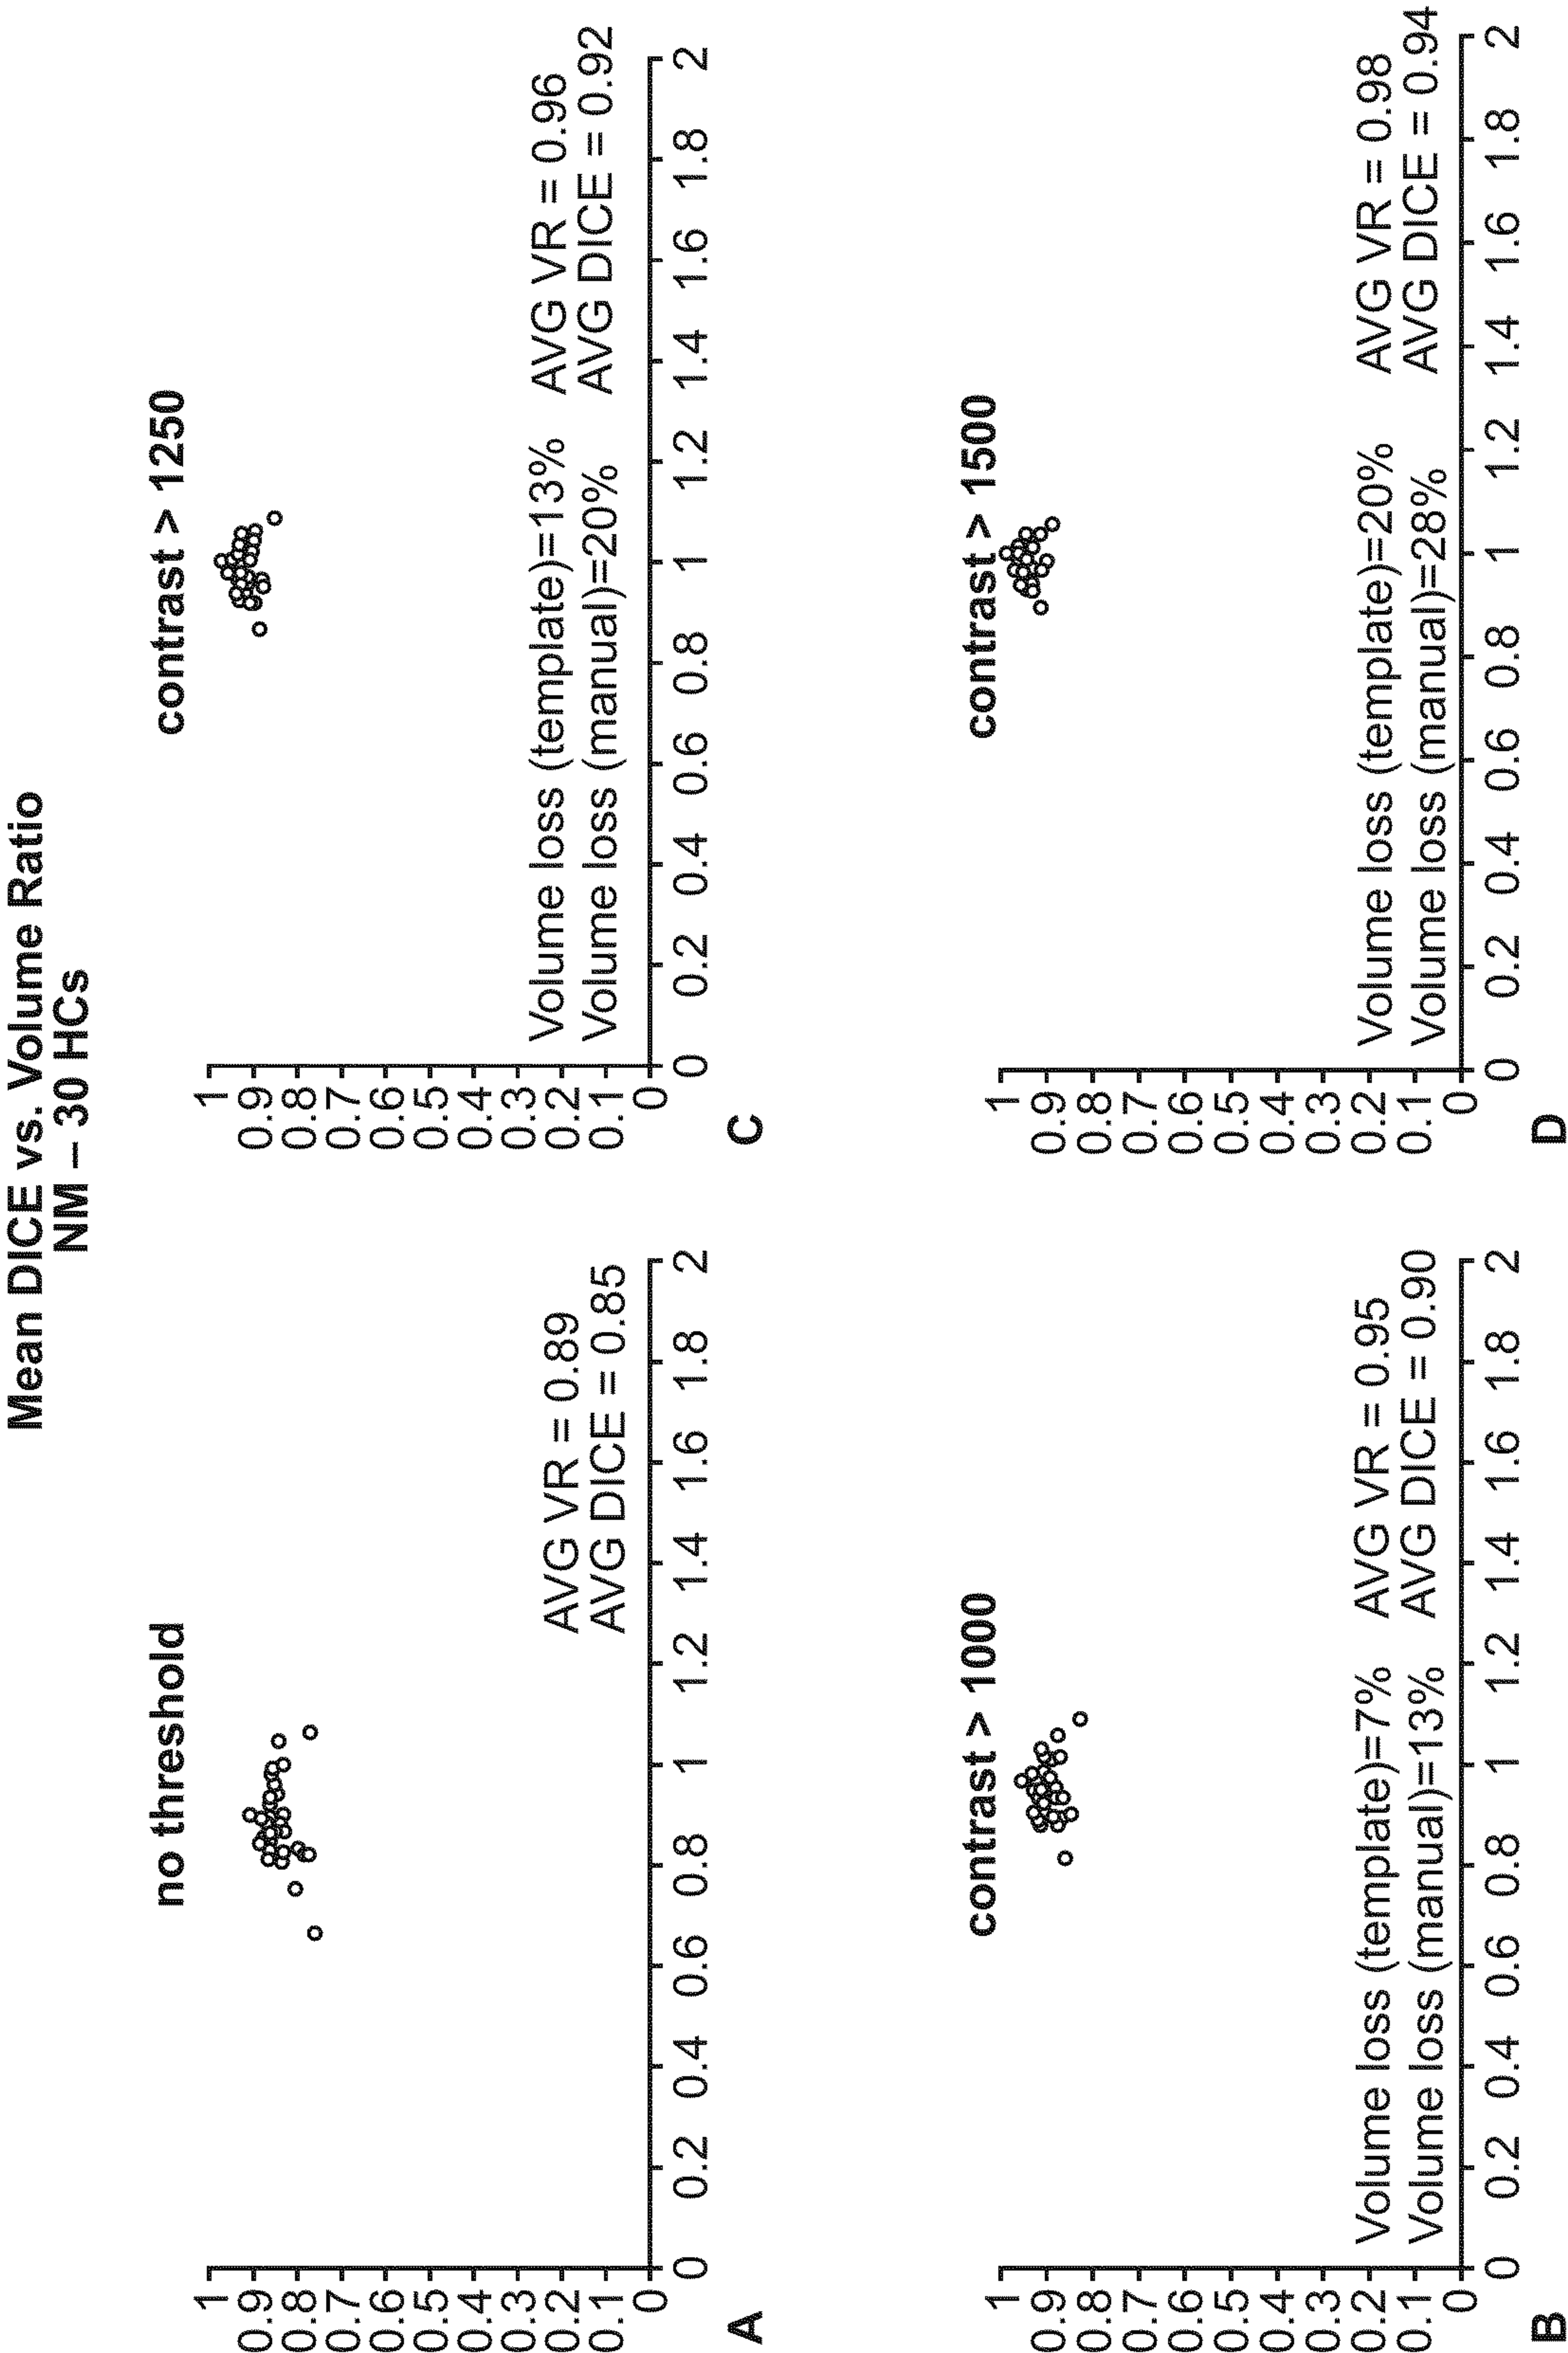 Mean DICE vs. Volume Ratio
NM – 30 HCs
no threshold
1
0.9
0.8
0.7
0.6
0.5
0.4
0.3
0.2
0.1
0
AVG VR = 0.89
AVG DICE = 0.85
0 0.2 0.4 0.6 0.8 1 1.2 1.4 1.6 1.8 2
A
contrast > 1250
1
0.9
0.8
0.7
0.6
0.5
0.4
0.3
0.2
0.1
0
Volume loss (template)=13% AVG VR = 0.96
Volume loss (manual)=20% AVG DICE = 0.92
0 0.2 0.4 0.6 0.8 1 1.2 1.4 1.6 1.8 2
C
contrast > 1000
1
0.9
0.8
0.7
0.6
0.5
0.4
0.3
0.2
0.1
0
Volume loss (template)=7% AVG VR = 0.95
Volume loss (manual)=13% AVG DICE = 0.90
0 0.2 0.4 0.6 0.8 1 1.2 1.4 1.6 1.8 2
B
contrast > 1500
1
0.9
0.8
0.7
0.6
0.5
0.4
0.3
0.2
0.1
0
Volume loss (template)=20% AVG VR = 0.98
Volume loss (manual)=28% AVG DICE = 0.94
0 0.2 0.4 0.6 0.8 1 1.2 1.4 1.6 1.8 2
D